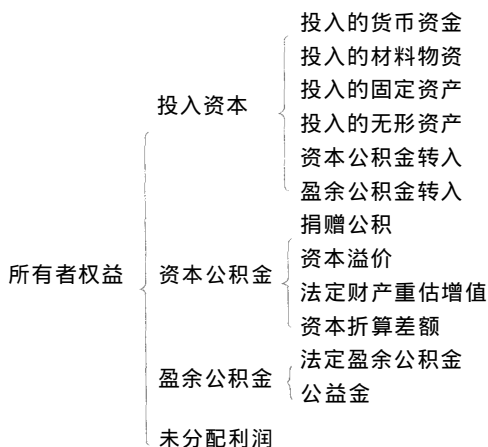 投入的货币资金
投入的材料物资
投入的固定资产
投入的无形资产
资本公积金转入
盈余公积金转入
投入资本
捐赠公积
资本溢价
法定财产重估增值
资本折算差额
资本公积金
所有者权益
法定盈余公积金
公益金
盈余公积金
未分配利润